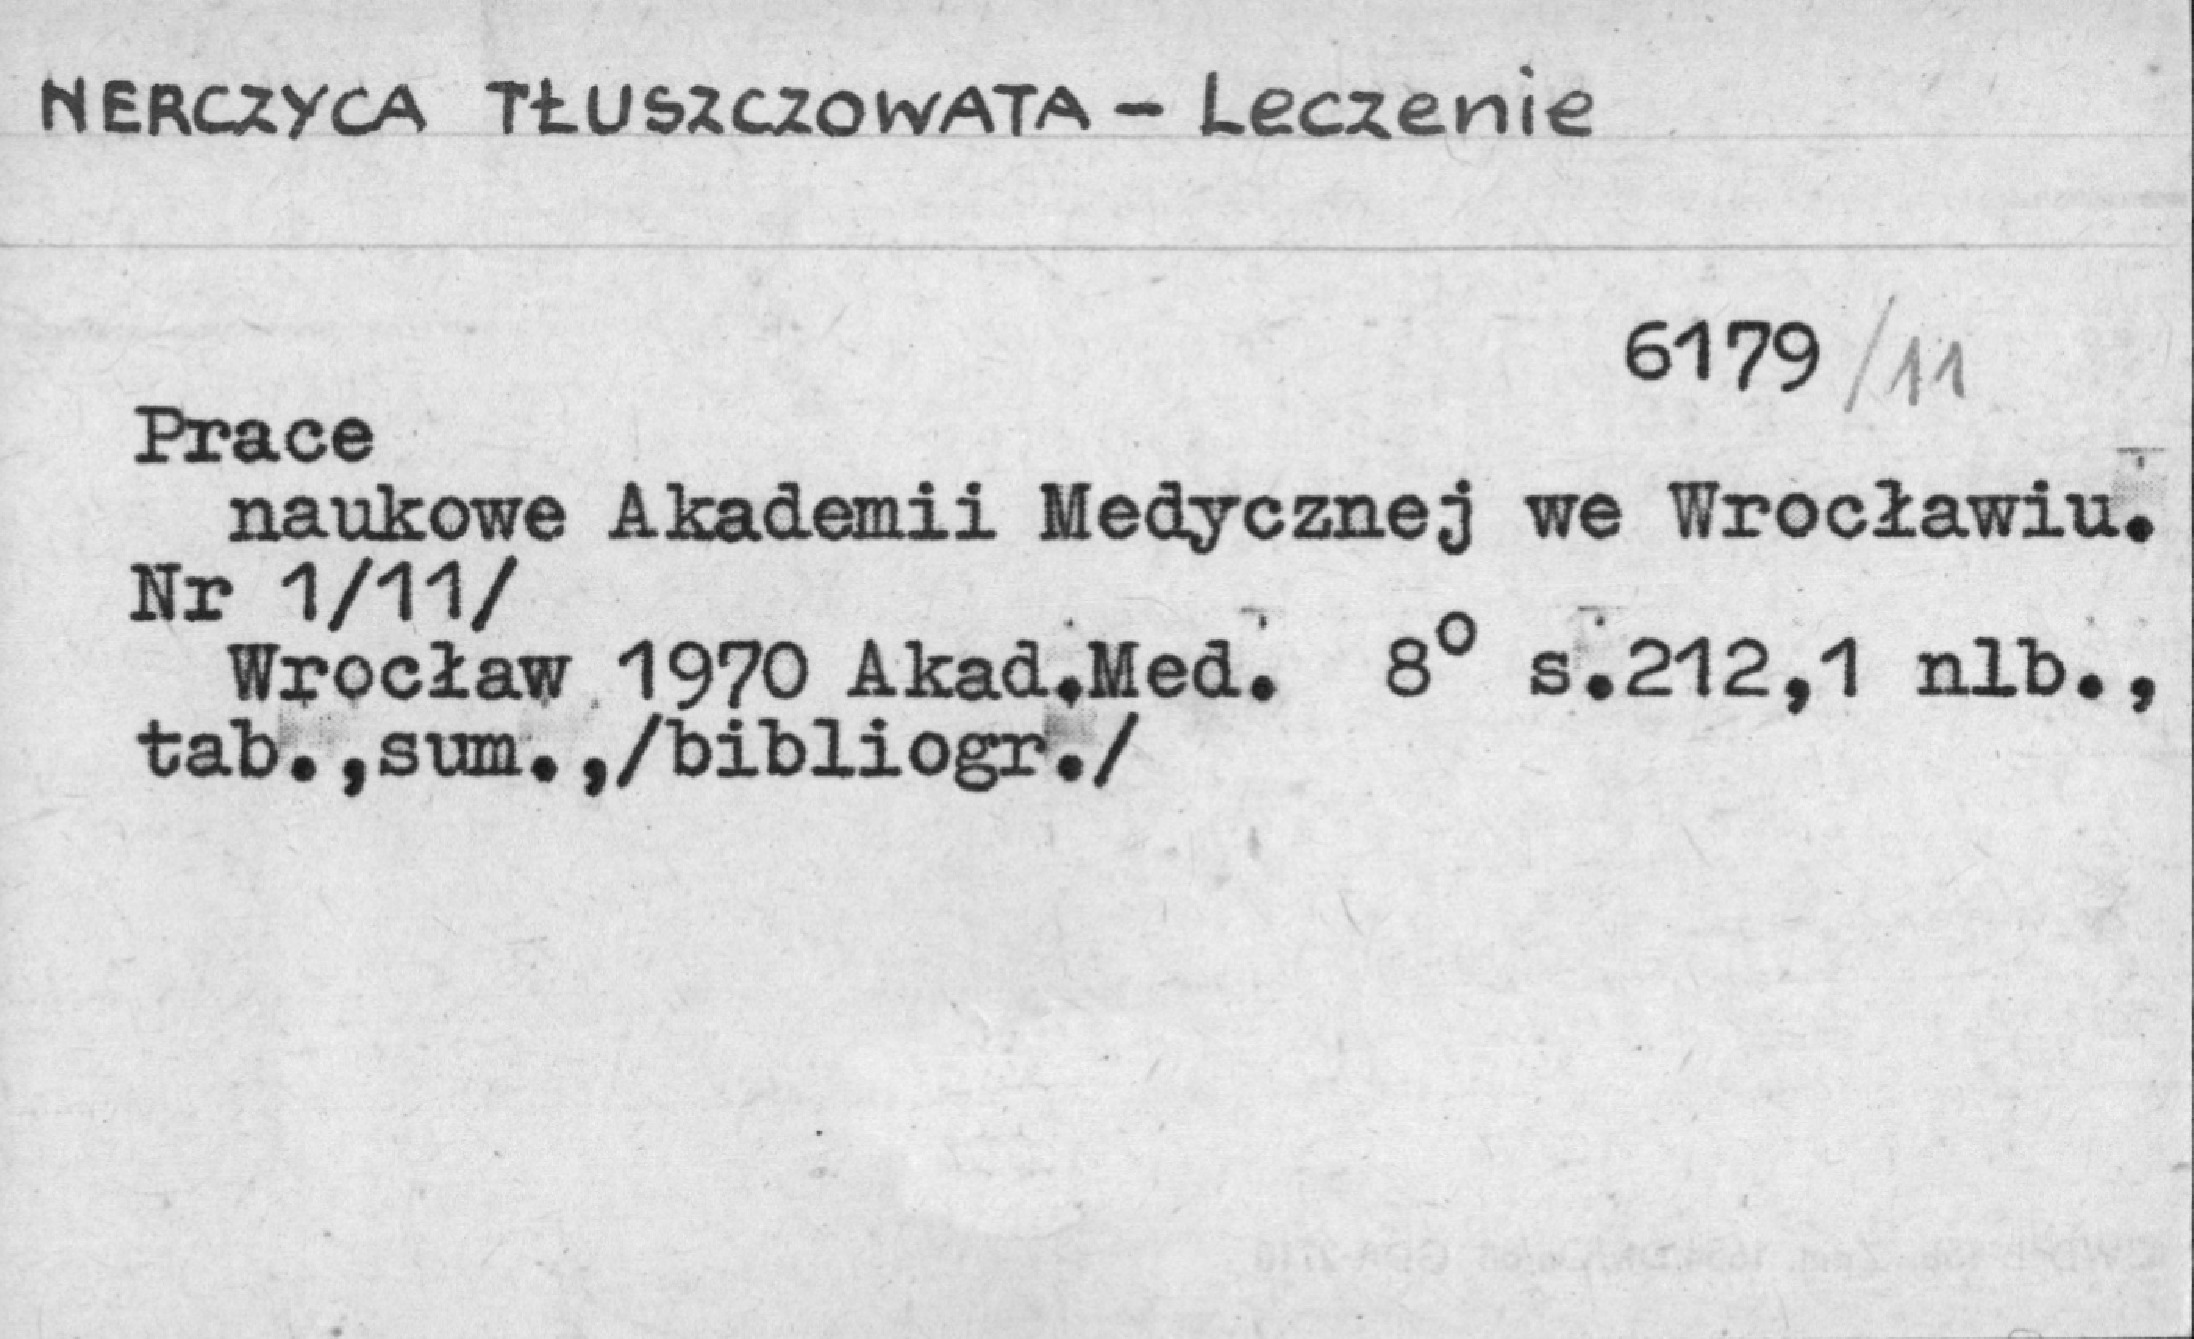 NERCZYCA TŁUSZCZOWATA - Leczenie
6179/11
Prace
naukowe Akademii Medycznej we Wrocławiu.
Nr 1/11/
Wrocław 1970 Akad.Med. 8° s.212,1 nlb.,
tab.,sum.,/bibliogr./